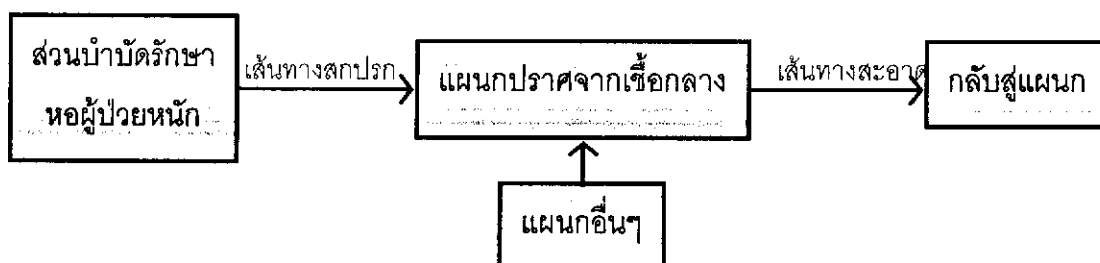 ส่วนบำบัดรักษา
หอผู้ป่วยหนัก
เส้นทางสกปรก
แผนกปราศจากเชื้อกลาง
เส้นทางสะอาด
กลับสู่แผนก
แผนกอื่นๆ